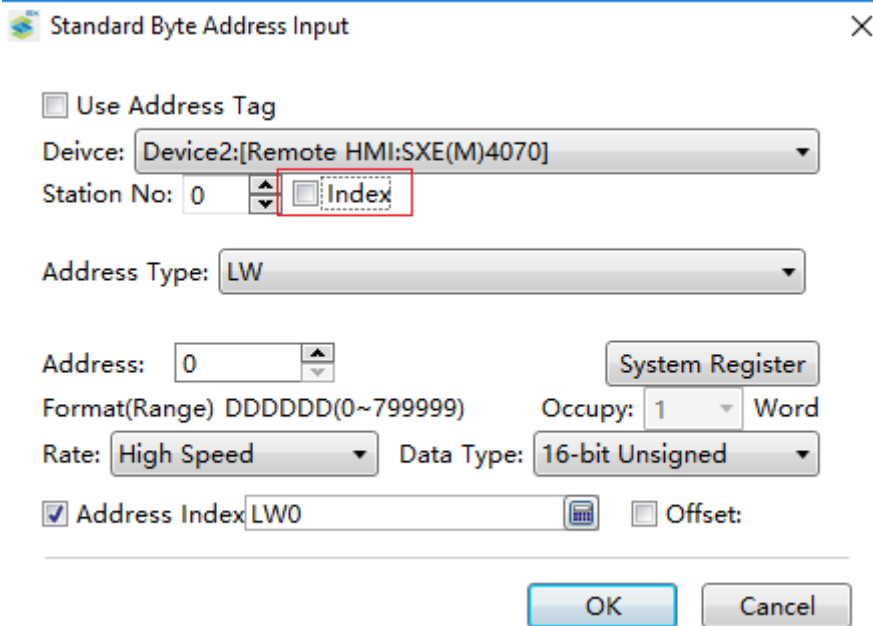 Standard Byte Address Input
Use Address Tag
Deivce: Device2:[Remote HMI:SXE(M)4070]
Station No: 0 Index
Address Type: LW
Address: 0 System Register
Format(Range) DDDDDD(0~799999) Occupy: 1 Word
Rate: High Speed Data Type: 16-bit Unsigned
Address Index LW0 Offset:
OK Cancel